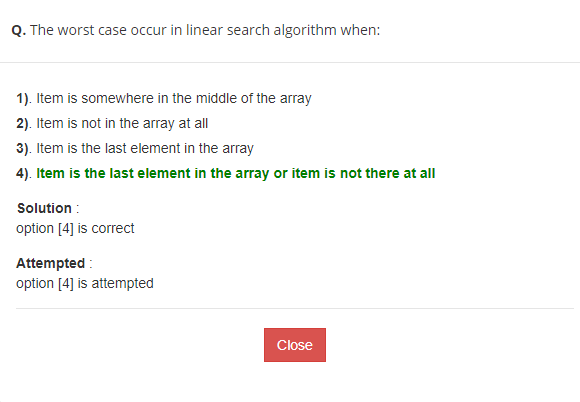 Q. The worst case occur in linear search algorithm when:
1). Item is somewhere in the middle of the array
2). Item is not in the array at all
3). Item is the last element in the array
4). Item is the last element in the array or item is not there at all
Solution :
option [4] is correct
Attempted :
option [4] is attempted
Close